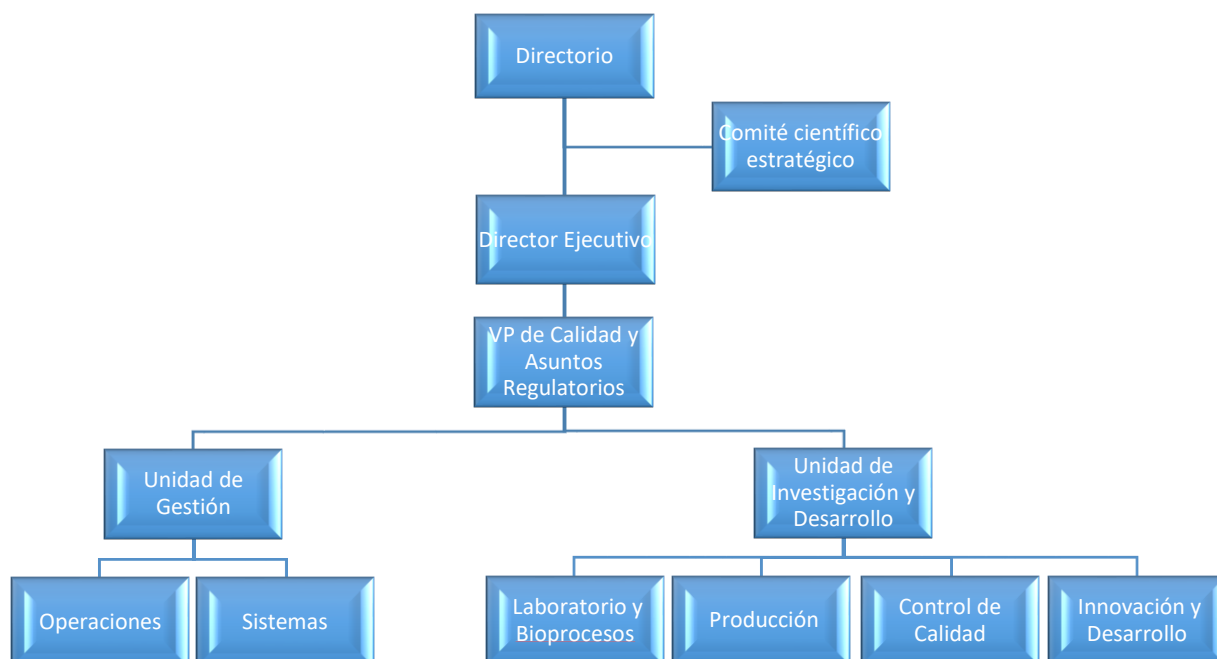 Directorio
Comité científico
estratégico
Director Ejecutivo
VP de Calidad y
Asuntos
Regulatorios
Unidad de
Gestión
Unidad de
Investigación y
Desarrollo
Operaciones
Sistemas
Laboratorio y
Bioprocesos
Producción
Control de
Calidad
Innovación y
Desarrollo